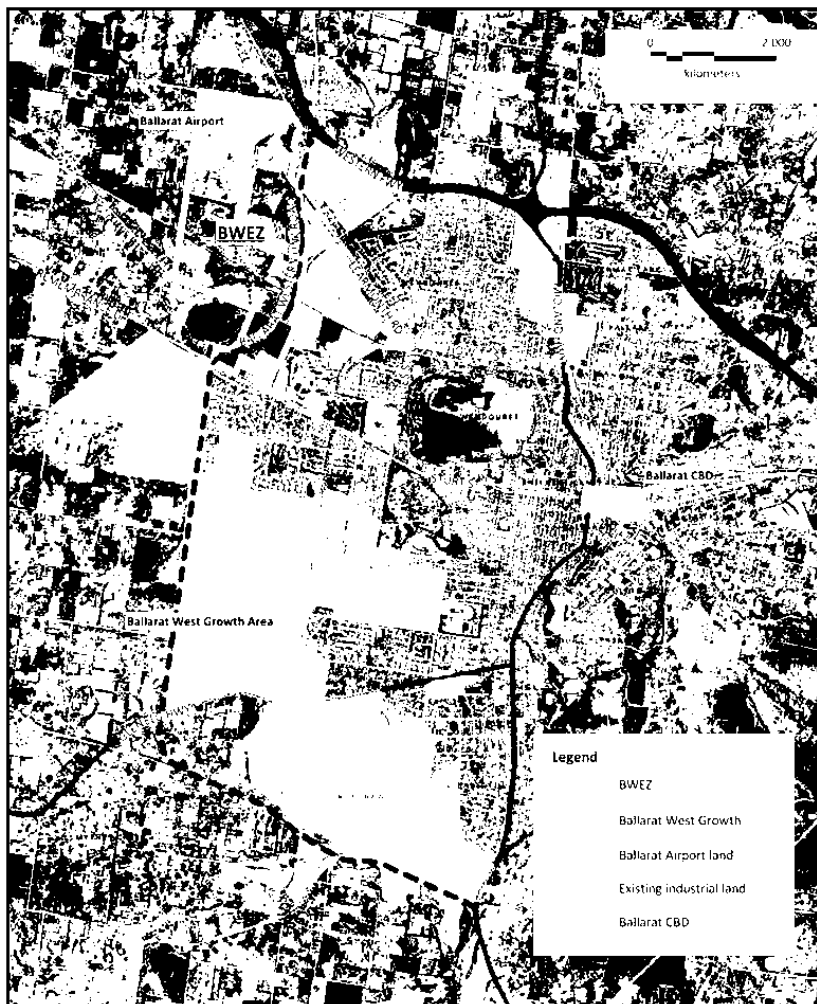 0 2 000
kilometers
Ballarat Airport
BWEZ
Ballarat CBD
Ballarat West Growth Area
Legend
BWEZ
Ballarat West Growth
Ballarat Airport land
Existing industrial land
Ballarat CBD